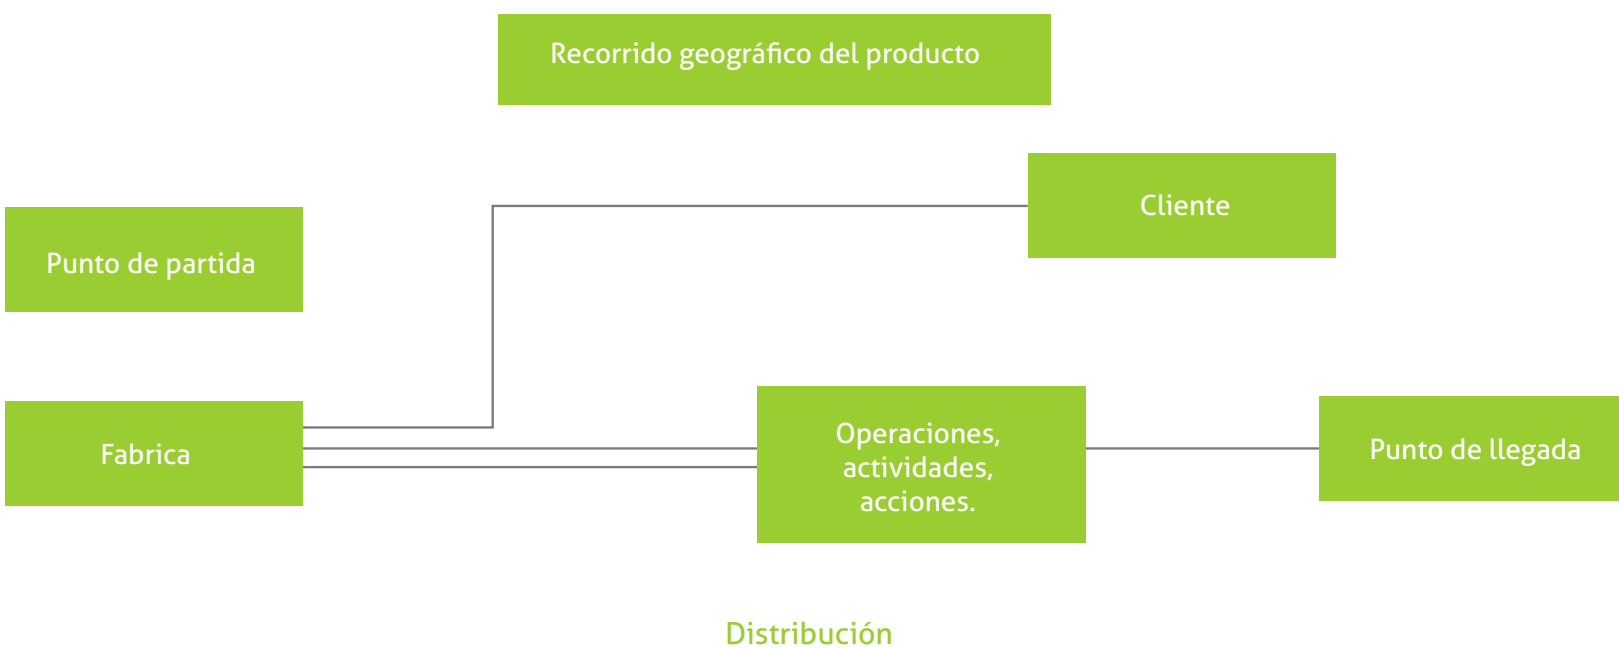 Recorrido geográfico del producto
Cliente
Punto de partida
Fabrica
Operaciones,
actividades,
acciones.
Punto de llegada
Distribución